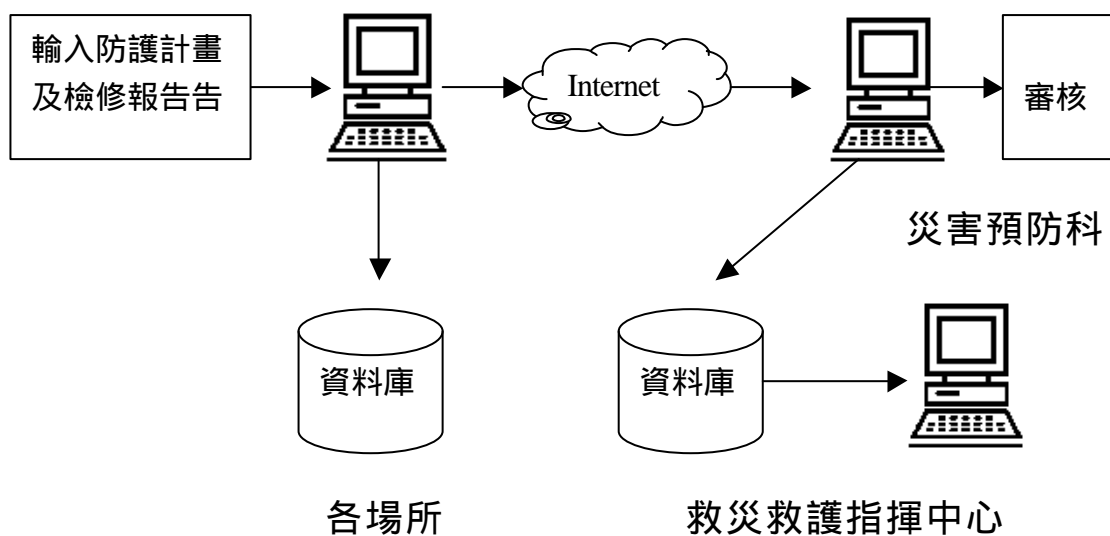 輸入防護計畫
及檢修報告告
Internet
審核
災害預防科
資料庫
資料庫
各場所
救災救護指揮中心